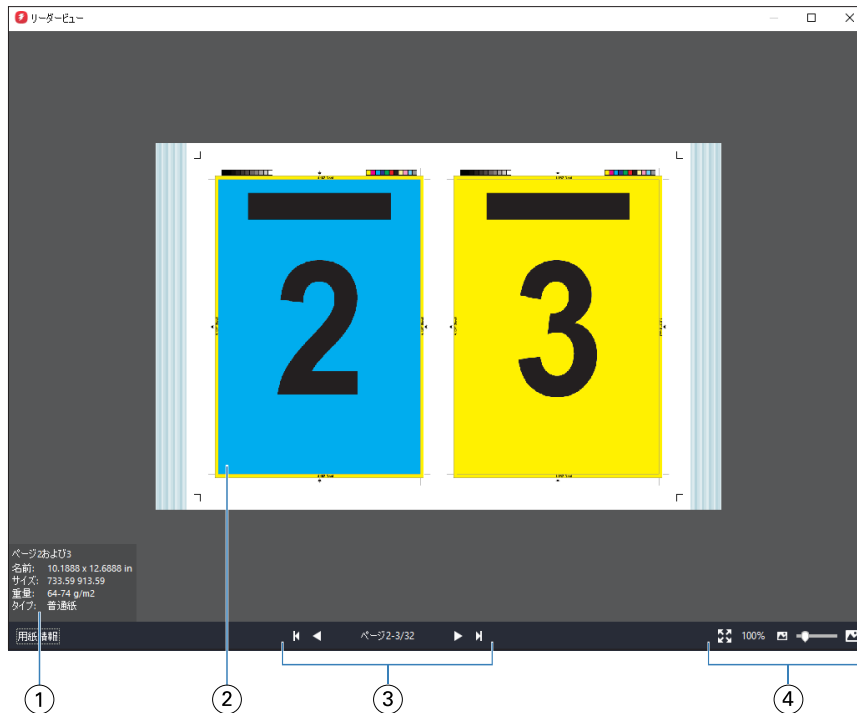 リーダービュー
2
3
ページ2および3
名前: 10.1888 x 12.6888 in
サイズ: 733.59 913.59
重量: 64-74 g/m2
タイプ: 普通紙
用紙情報
ページ2-3/32
100%
1
2
3
4